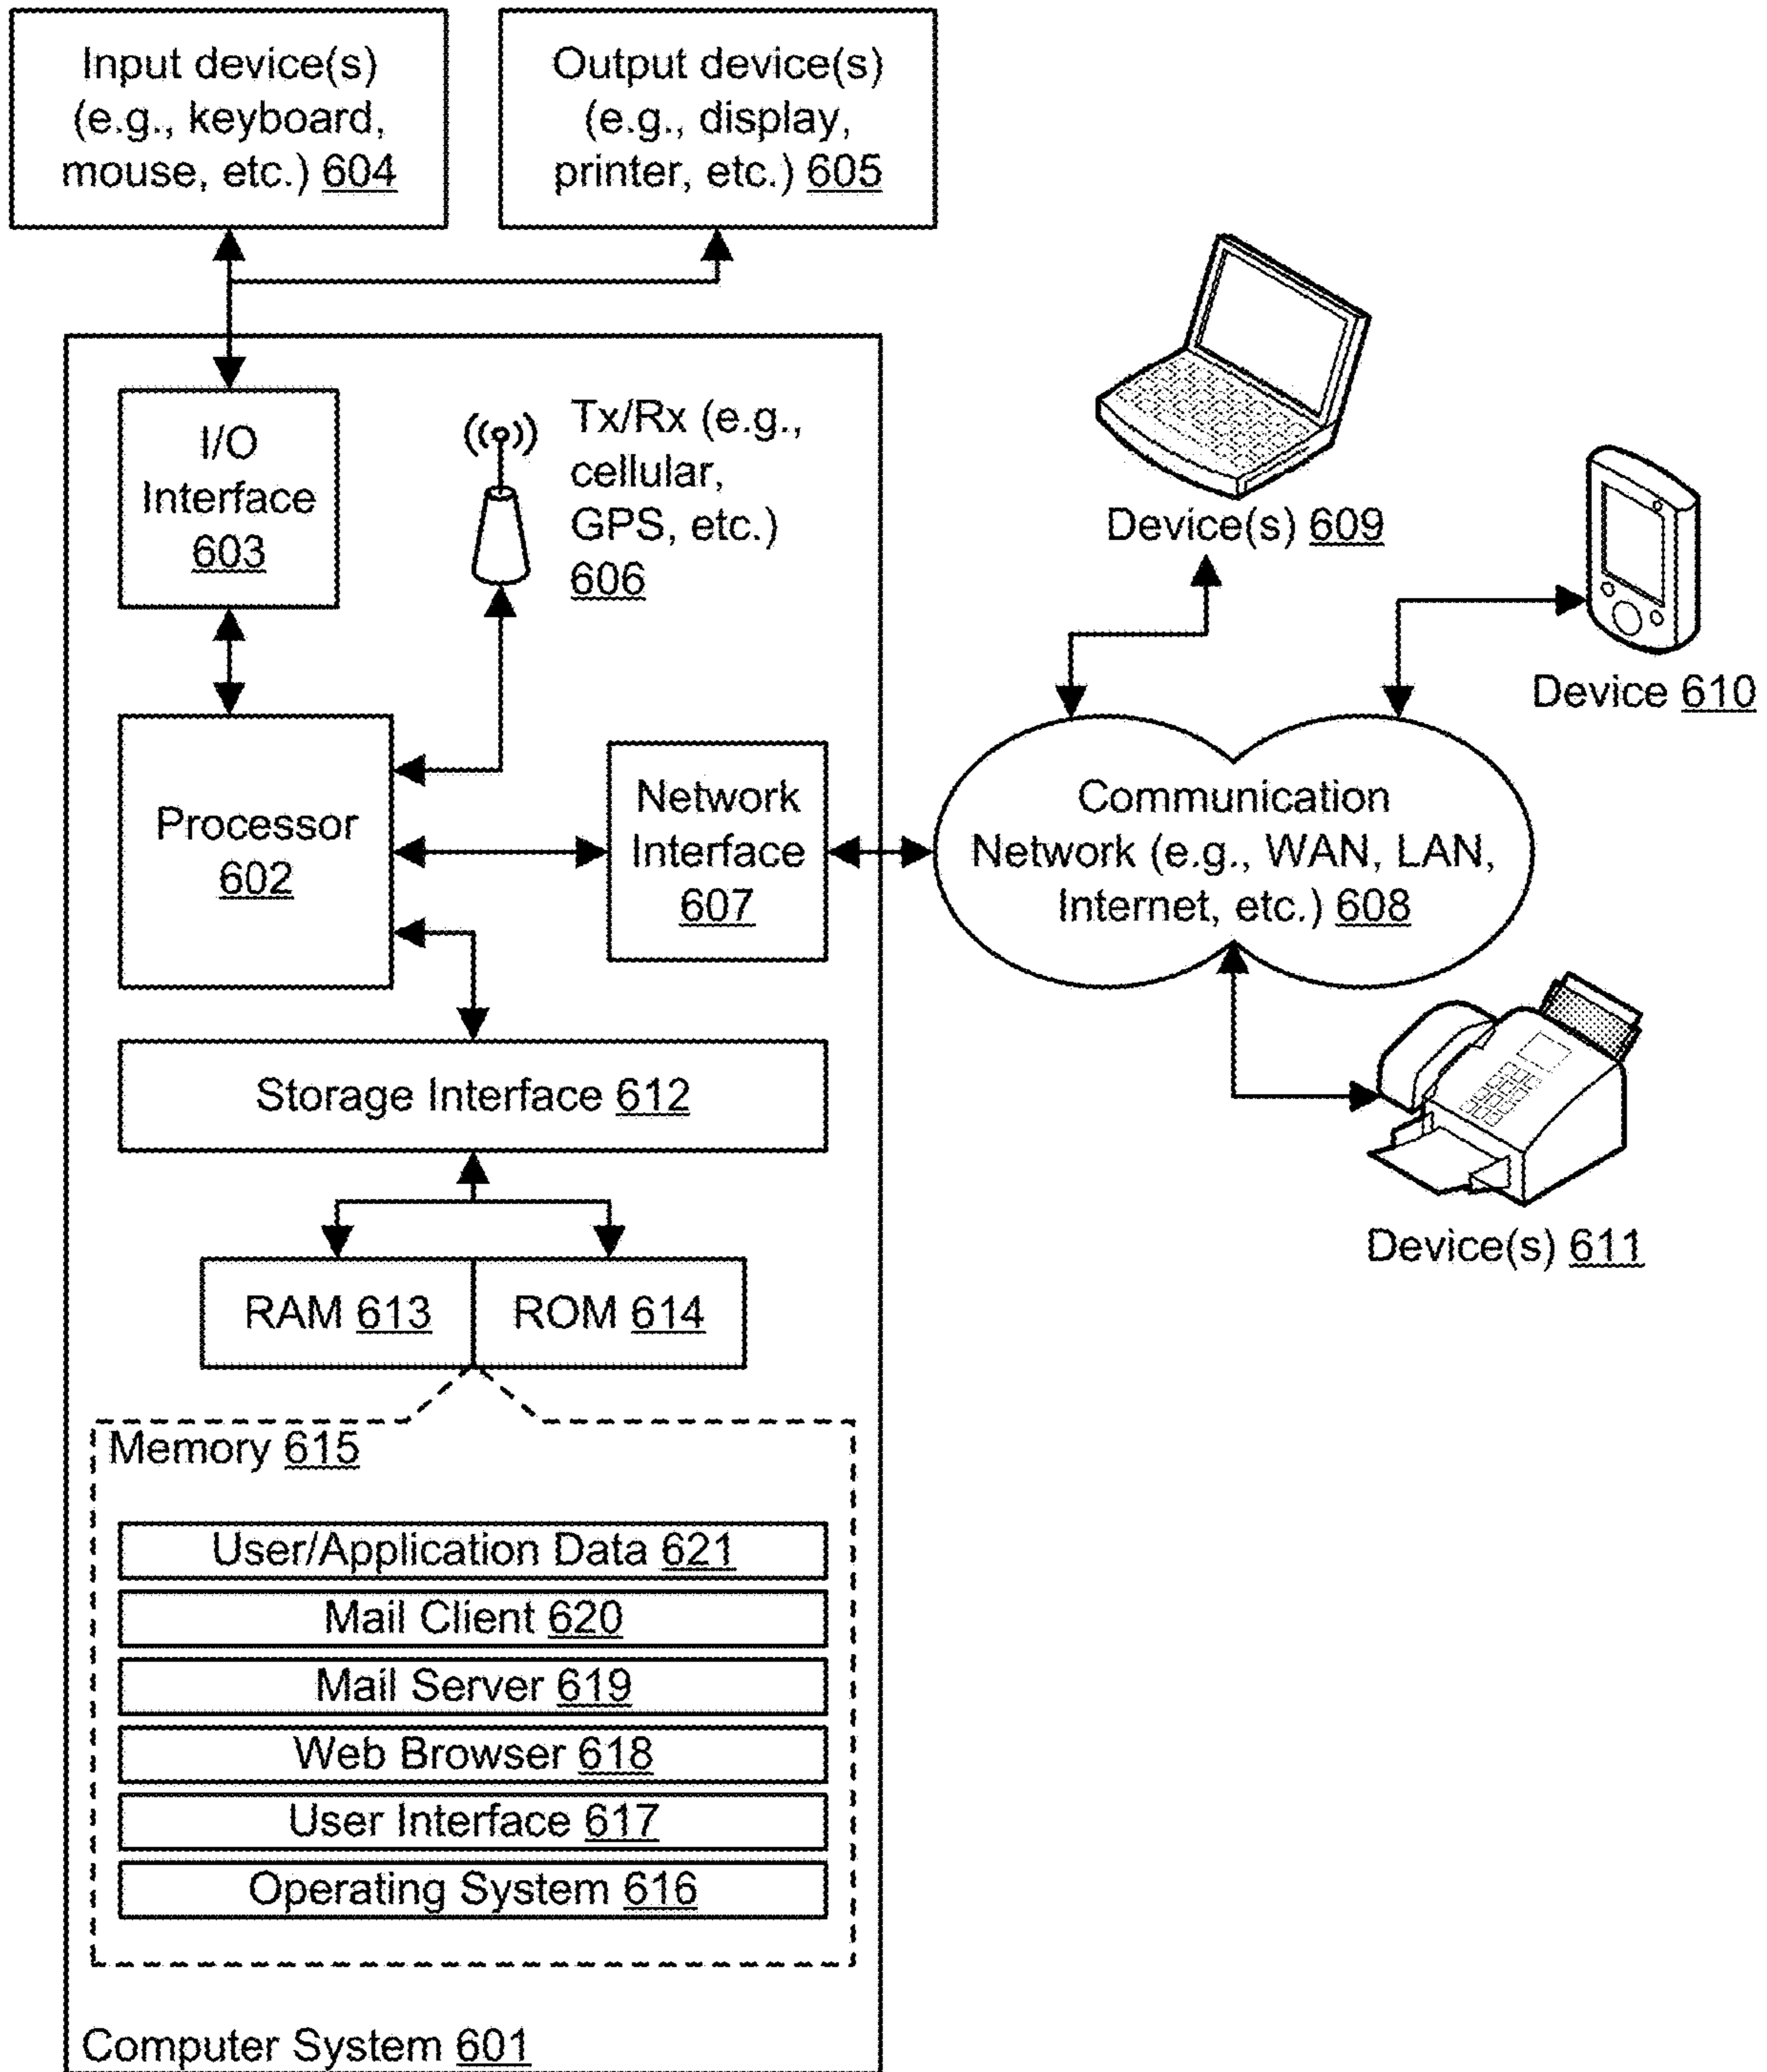 Input device(s)
(e.g., keyboard,
mouse, etc.) 604
Output device(s)
(e.g., display,
printer, etc.) 605
I/O
Interface
603
Tx/Rx (e.g.,
cellular,
GPS, etc.)
606
Device(s) 609
Device 610
Processor
602
Network
Interface
607
Communication
Network (e.g., WAN, LAN,
Internet, etc.) 608
Storage Interface 612
Device(s) 611
RAM 613
ROM 614
Memory 615
User/Application Data 621
Mail Client 620
Mail Server 619
Web Browser 618
User Interface 617
Operating System 616
Computer System 601